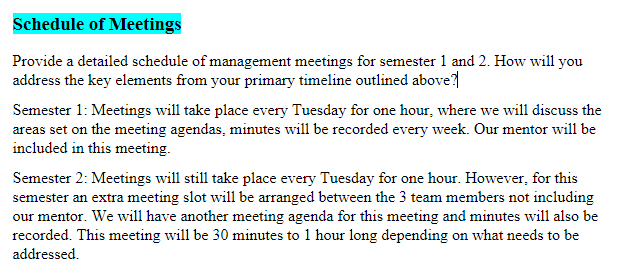 Schedule of Meetings
Provide a detailed schedule of management meetings for semester 1 and 2. How will you
address the key elements from your primary timeline outlined above?
Semester 1: Meetings will take place every Tuesday for one hour, where we will discuss the
areas set on the meeting agendas, minutes will be recorded every week. Our mentor will be
included in this meeting.
Semester 2: Meetings will still take place every Tuesday for one hour. However, for this
semester an extra meeting slot will be arranged between the 3 team members not including
our mentor. We will have another meeting agenda for this meeting and minutes will also be
recorded. This meeting will be 30 minutes to 1 hour long depending on what needs to be
addressed.